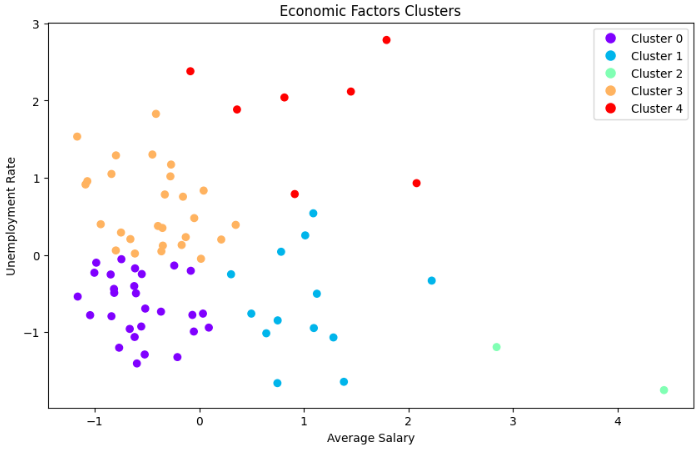 Economic Factors Clusters
Cluster 0
Cluster 1
Cluster 2
Cluster 3
Cluster 4
Unemployment Rate
3
2
1
0
−1
−1
0
1
2
3
4
Average Salary